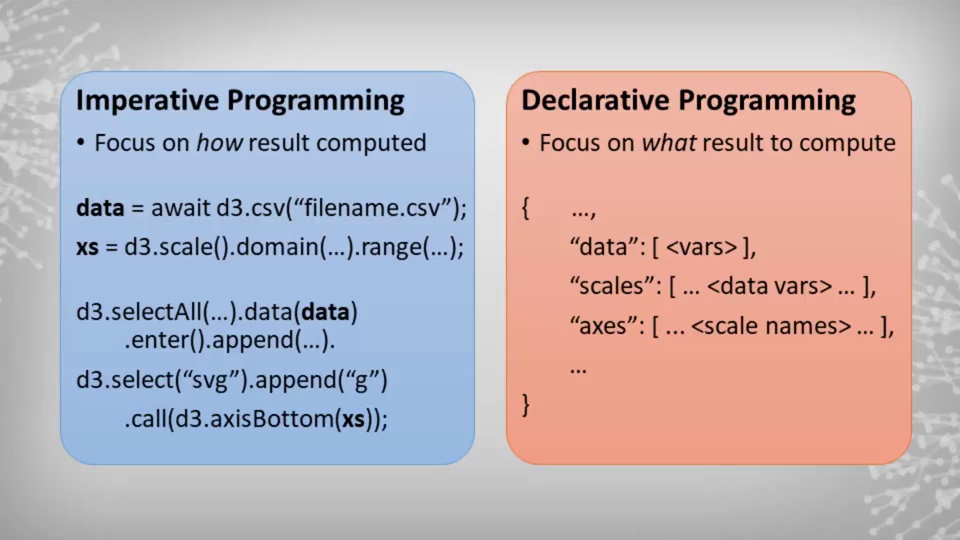 Imperative Programming
• Focus on how result computed
data = await d3.csv(“filename.csv”);
xs = d3.scale().domain(…).range(…);
d3.selectAll(…).data(data)
.enter().append(…).
d3.select(“svg”).append(“g”)
.call(d3.axisBottom(xs));
Declarative Programming
• Focus on what result to compute
{ …,
“data”: [ <vars> ],
“scales”: [ … <data vars> … ],
“axes”: [ … <scale names> … ],
…
}